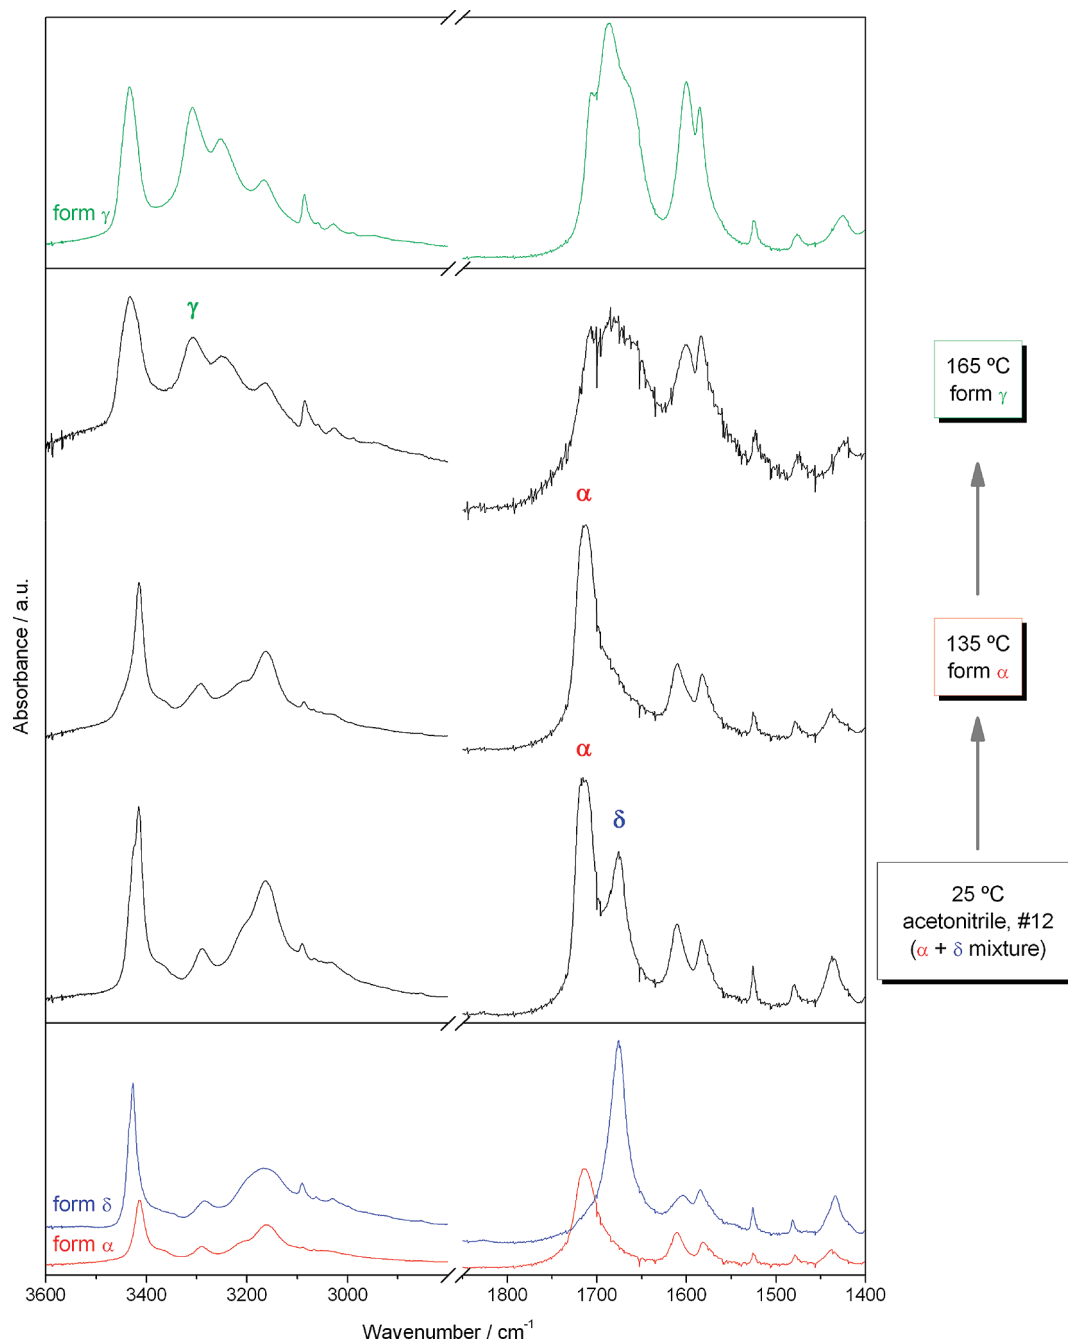 form γ
γ
165 ºC
form γ
α
135 ºC
form α
α
δ
25 ºC
acetonitrile, #12
(α + δ mixture)
form δ
form α
Absorbance / a.u.
3600 3400 3200 3000 1800 1700 1600 1500 1400
Wavenumber / cm⁻¹